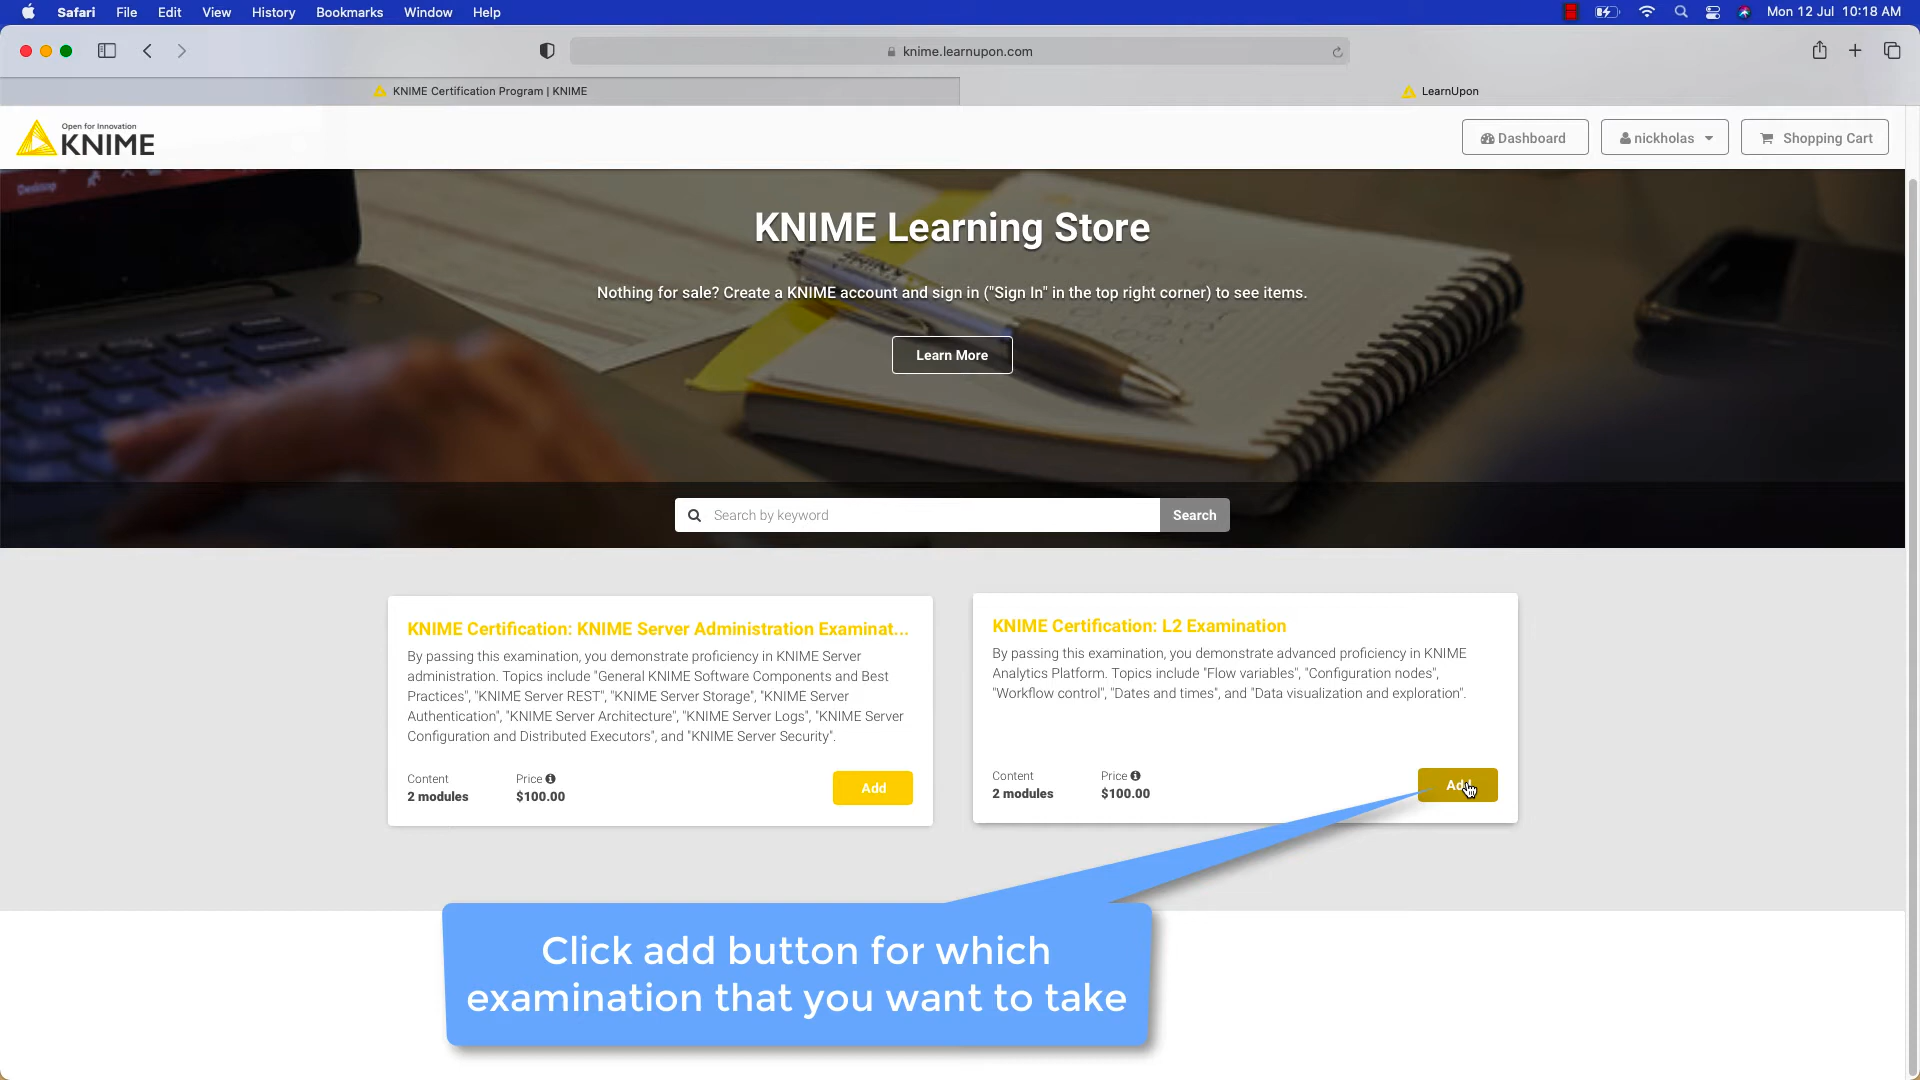 Safari File Edit View History Bookmarks Window Help Mon 12 Jul 10:18 AM
knime.learnupon.com
KNIME Certification Program | KNIME LearnUpon
Open for Innovation
KNIME
Dashboard nickholas Shopping Cart
KNIME Learning Store
Nothing for sale? Create a KNIME account and sign in ("Sign In" in the top right corner) to see items.
Learn More
Search by keyword Search
KNIME Certification: KNIME Server Administration Examinat...
By passing this examination, you demonstrate proficiency in KNIME Server
administration. Topics include "General KNIME Software Components and Best
Practices", "KNIME Server REST", "KNIME Server Storage", "KNIME Server
Authentication", "KNIME Server Architecture", "KNIME Server Logs", "KNIME Server
Configuration and Distributed Executors", and "KNIME Server Security".
Content Price
2 modules $100.00
Add
KNIME Certification: L2 Examination
By passing this examination, you demonstrate advanced proficiency in KNIME
Analytics Platform. Topics include "Flow variables", "Configuration nodes",
"Workflow control", "Dates and times", and "Data visualization and exploration".
Content Price
2 modules $100.00
Add
Click add button for which
examination that you want to take